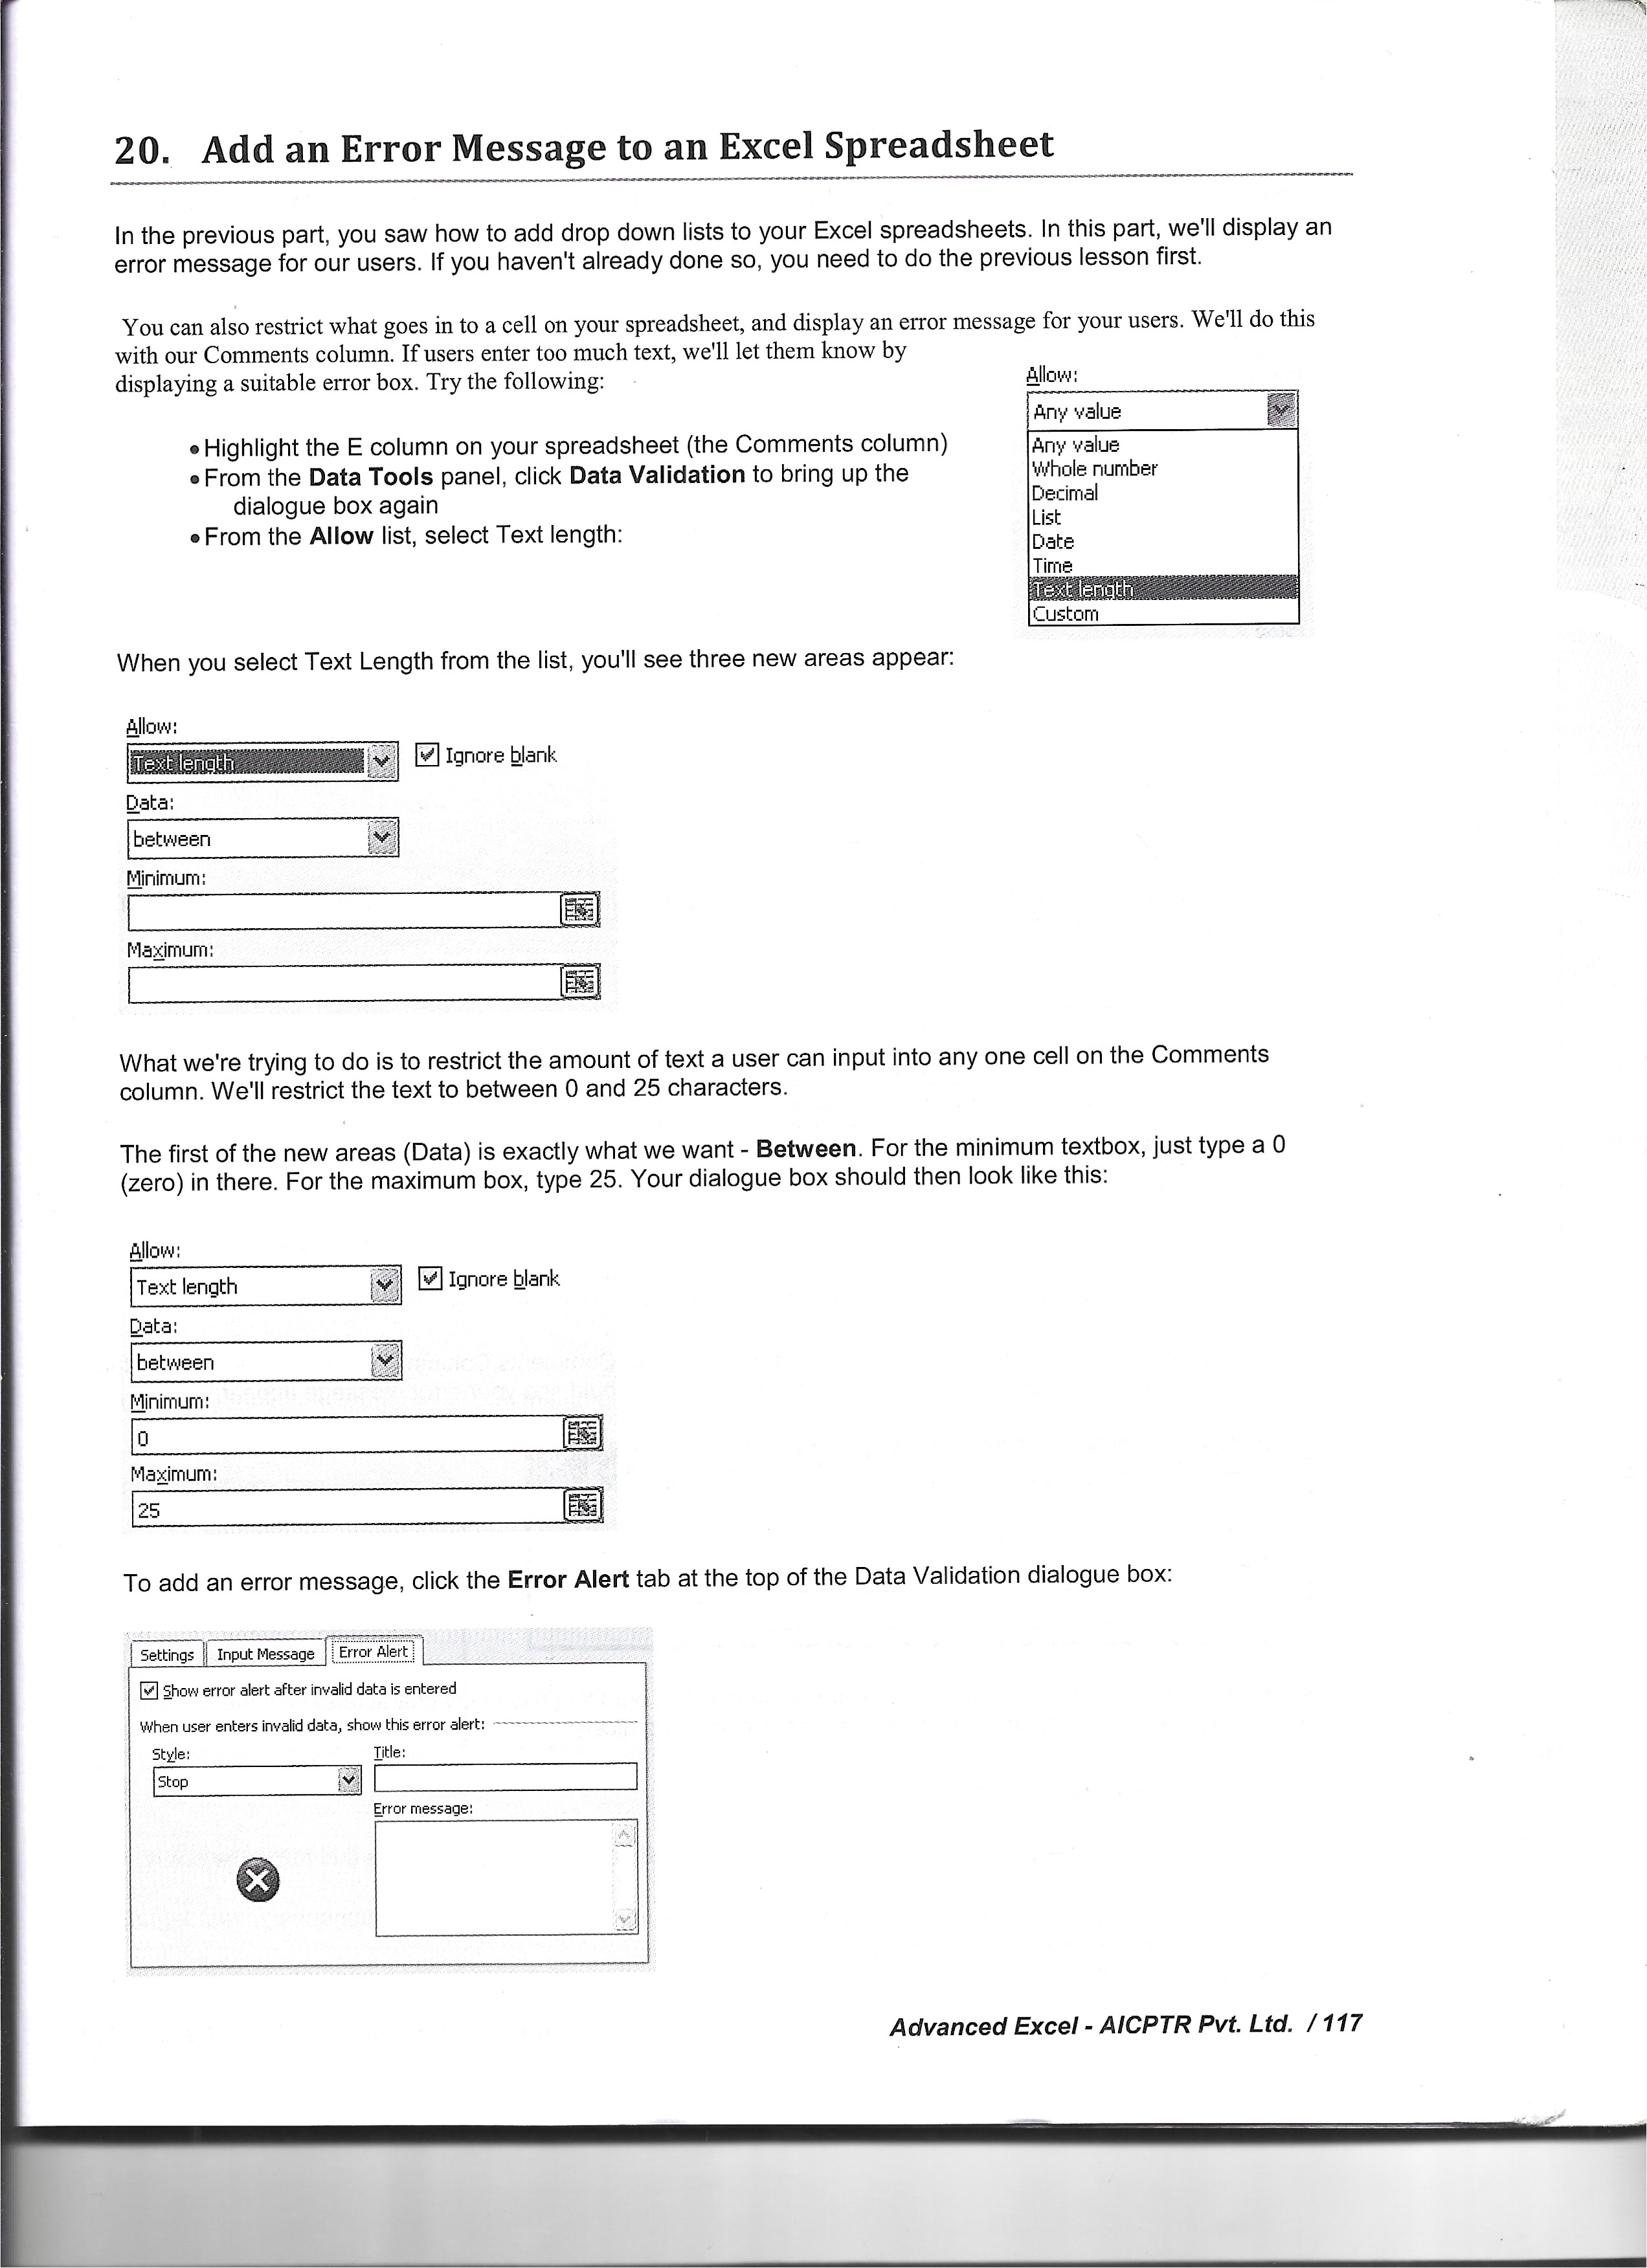 20. Add an Error Message to an Excel Spreadsheet
In the previous part, you saw how to add drop down lists to your Excel spreadsheets. In this part, we'll display an
error message for our users. If you haven't already done so, you need to do the previous lesson first.
You can also restrict what goes in to a cell on your spreadsheet, and display an error message for your users. We'll do this
with our Comments column. If users enter too much text, we'll let them know by
displaying a suitable error box. Try the following:
• Highlight the E column on your spreadsheet (the Comments column)
• From the Data Tools panel, click Data Validation to bring up the
dialogue box again
• From the Allow list, select Text length:
Allow:
Any value
Any value
Whole number
Decimal
List
Date
Time
Text length
Custom
When you select Text Length from the list, you'll see three new areas appear:
Allow:
Text length Ignore blank
Data:
between
Minimum:
Maximum:
What we're trying to do is to restrict the amount of text a user can input into any one cell on the Comments
column. We'll restrict the text to between 0 and 25 characters.
The first of the new areas (Data) is exactly what we want - Between. For the minimum textbox, just type a 0
(zero) in there. For the maximum box, type 25. Your dialogue box should then look like this:
Allow:
Text length Ignore blank
Data:
between
Minimum:
0
Maximum:
25
To add an error message, click the Error Alert tab at the top of the Data Validation dialogue box:
Settings Input Message Error Alert
Show error alert after invalid data is entered
When user enters invalid data, show this error alert:
Style: Title:
Stop
Error message:
Advanced Excel - AICPTR Pvt. Ltd. / 117